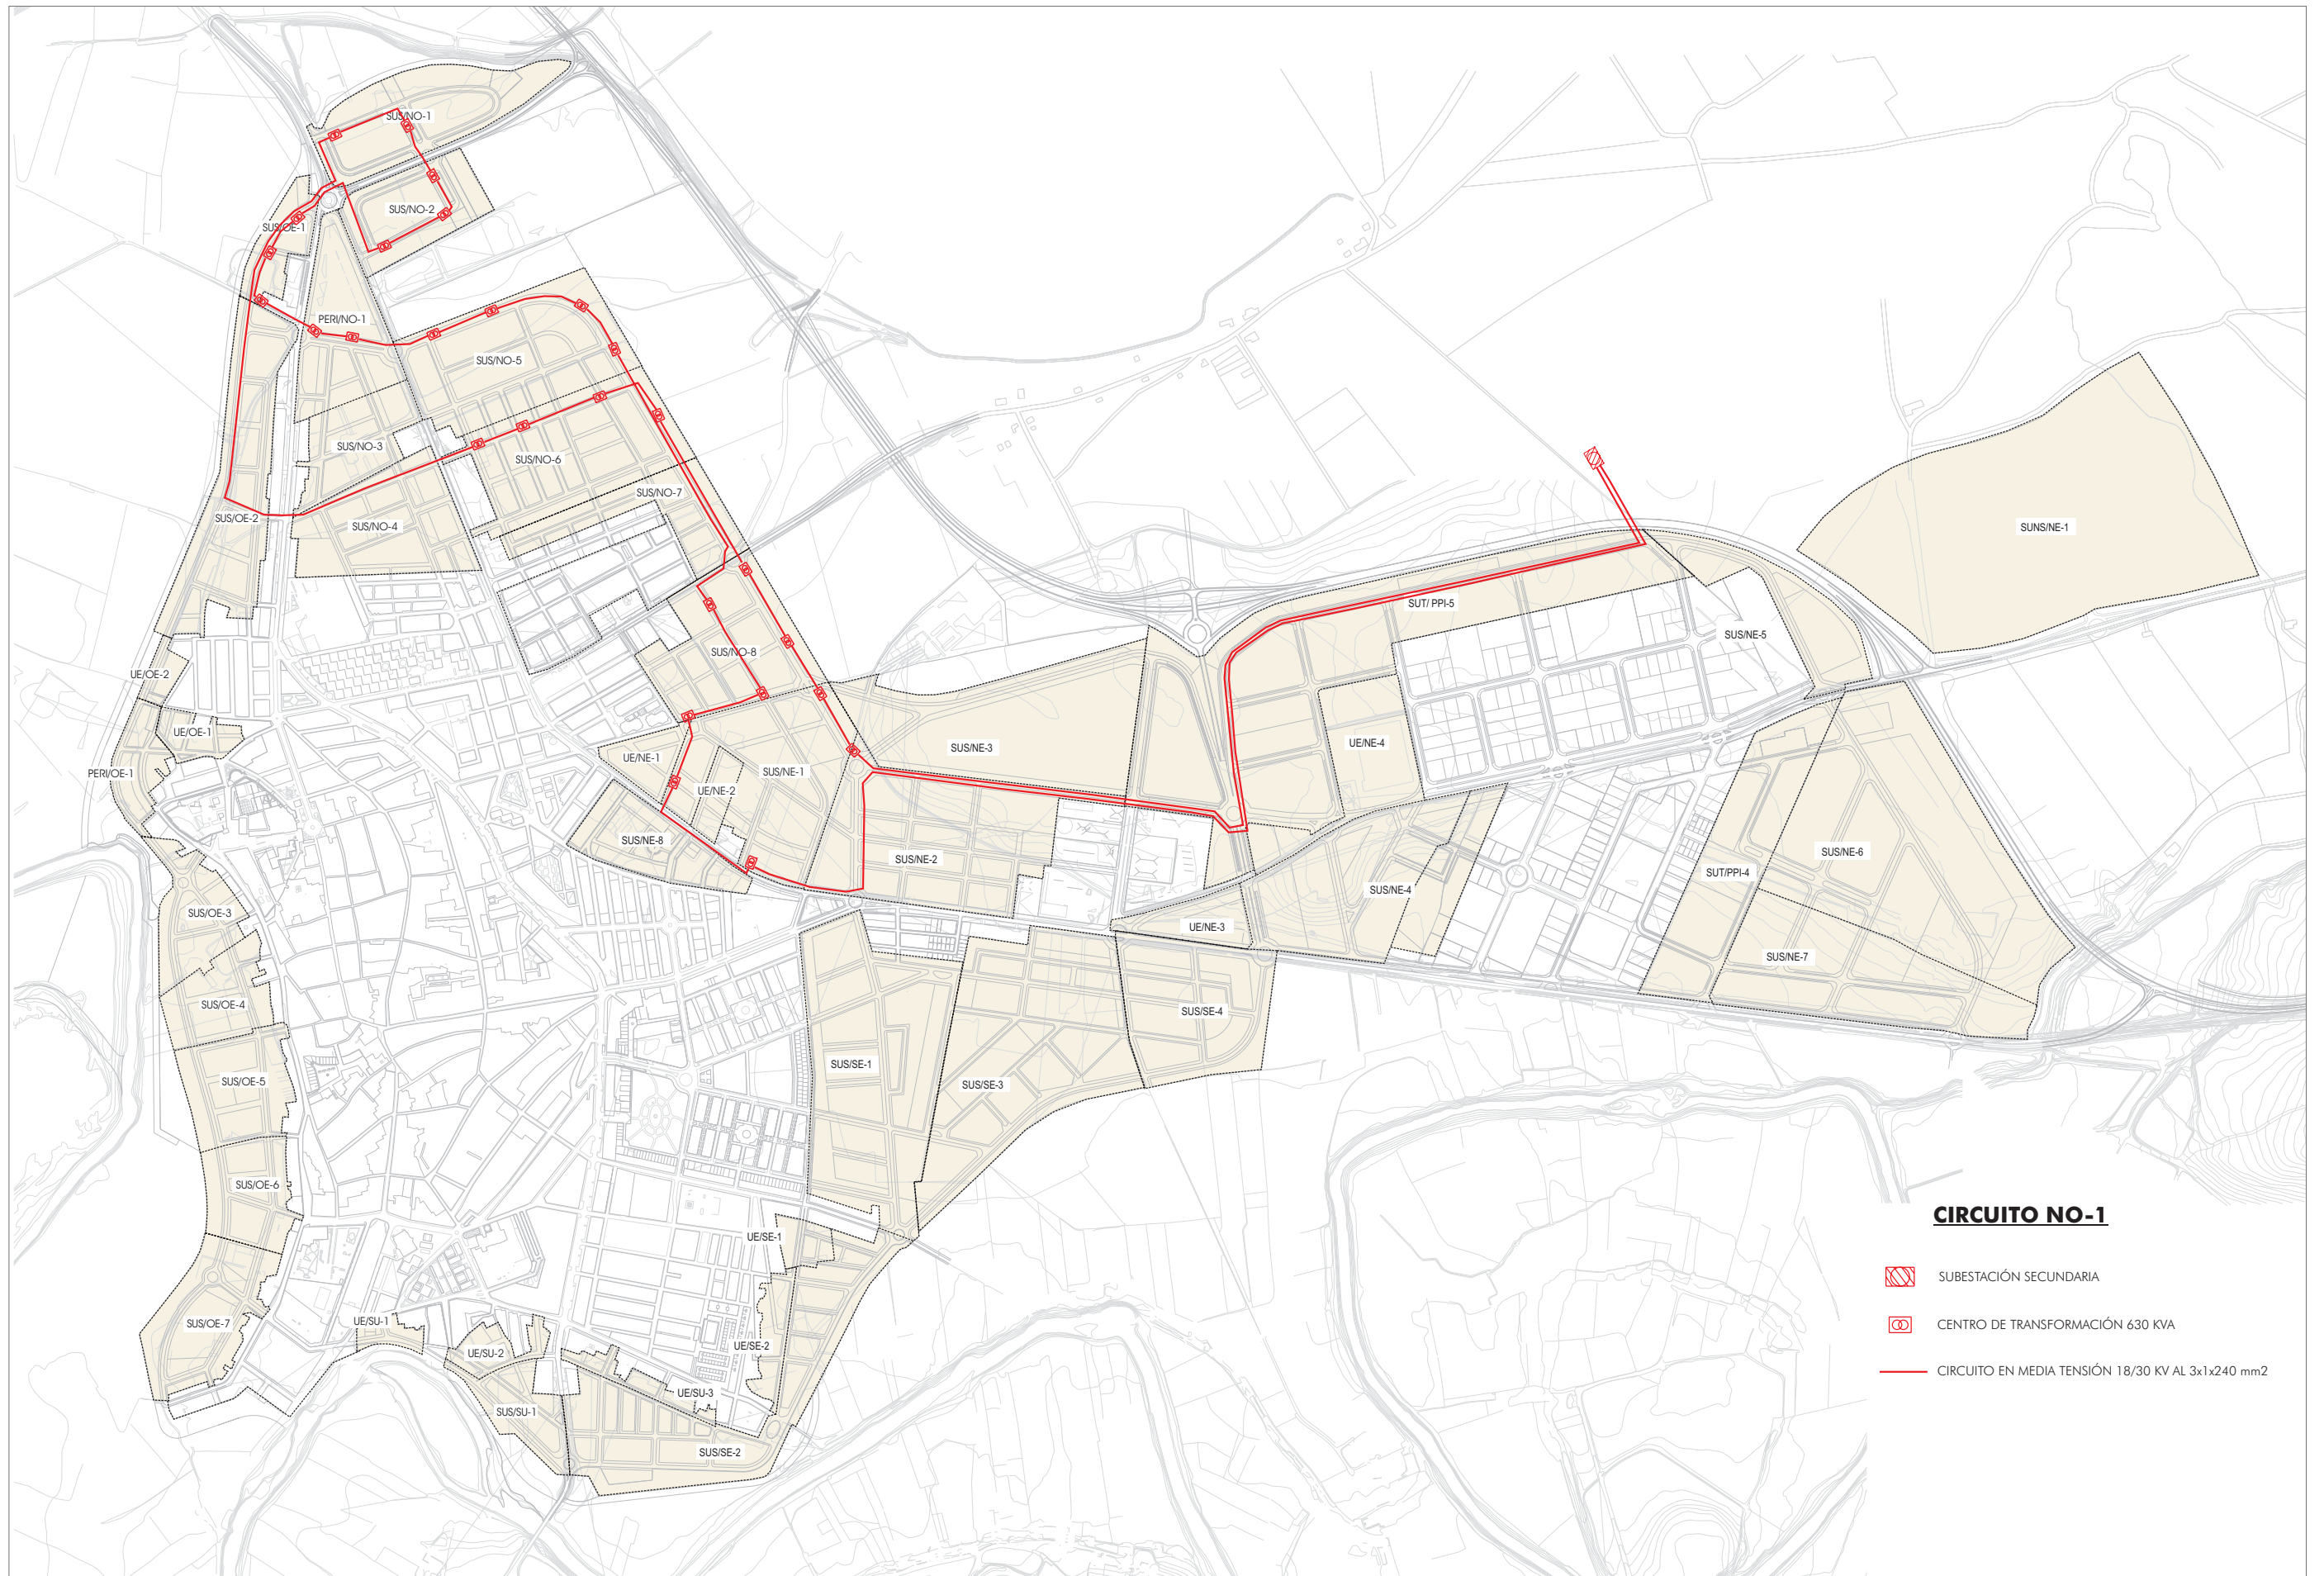 SUS/NO-1
SUS/NO-2
SUS/OE-1
PERI/NO-1
SUS/NO-5
SUS/NO-3
SUS/NO-6
SUS/NO-7
SUS/OE-2
SUS/NO-4
SUNS/NE-1
SUT/ PPI-5
SUS/NE-5
SUS/NO-8
UE/OE-2
UE/OE-1
PERI/OE-1
UE/NE-1
SUS/NE-1
UE/NE-2
SUS/NE-3
UE/NE-4
SUS/NE-8
SUS/NE-2
SUS/NE-4
SUS/NE-6
SUT/PPI-4
SUS/OE-3
UE/NE-3
SUS/NE-7
SUS/OE-4
SUS/SE-4
SUS/SE-1
SUS/OE-5
SUS/SE-3
SUS/OE-6
UE/SE-1
SUS/OE-7
UE/SU-1
UE/SU-2
UE/SE-2
UE/SU-3
SUS/SU-1
SUS/SE-2
CIRCUITO NO-1
SUBESTACIÓN SECUNDARIA
CENTRO DE TRANSFORMACIÓN 630 KVA
CIRCUITO EN MEDIA TENSIÓN 18/30 KV AL 3x1x240 mm2